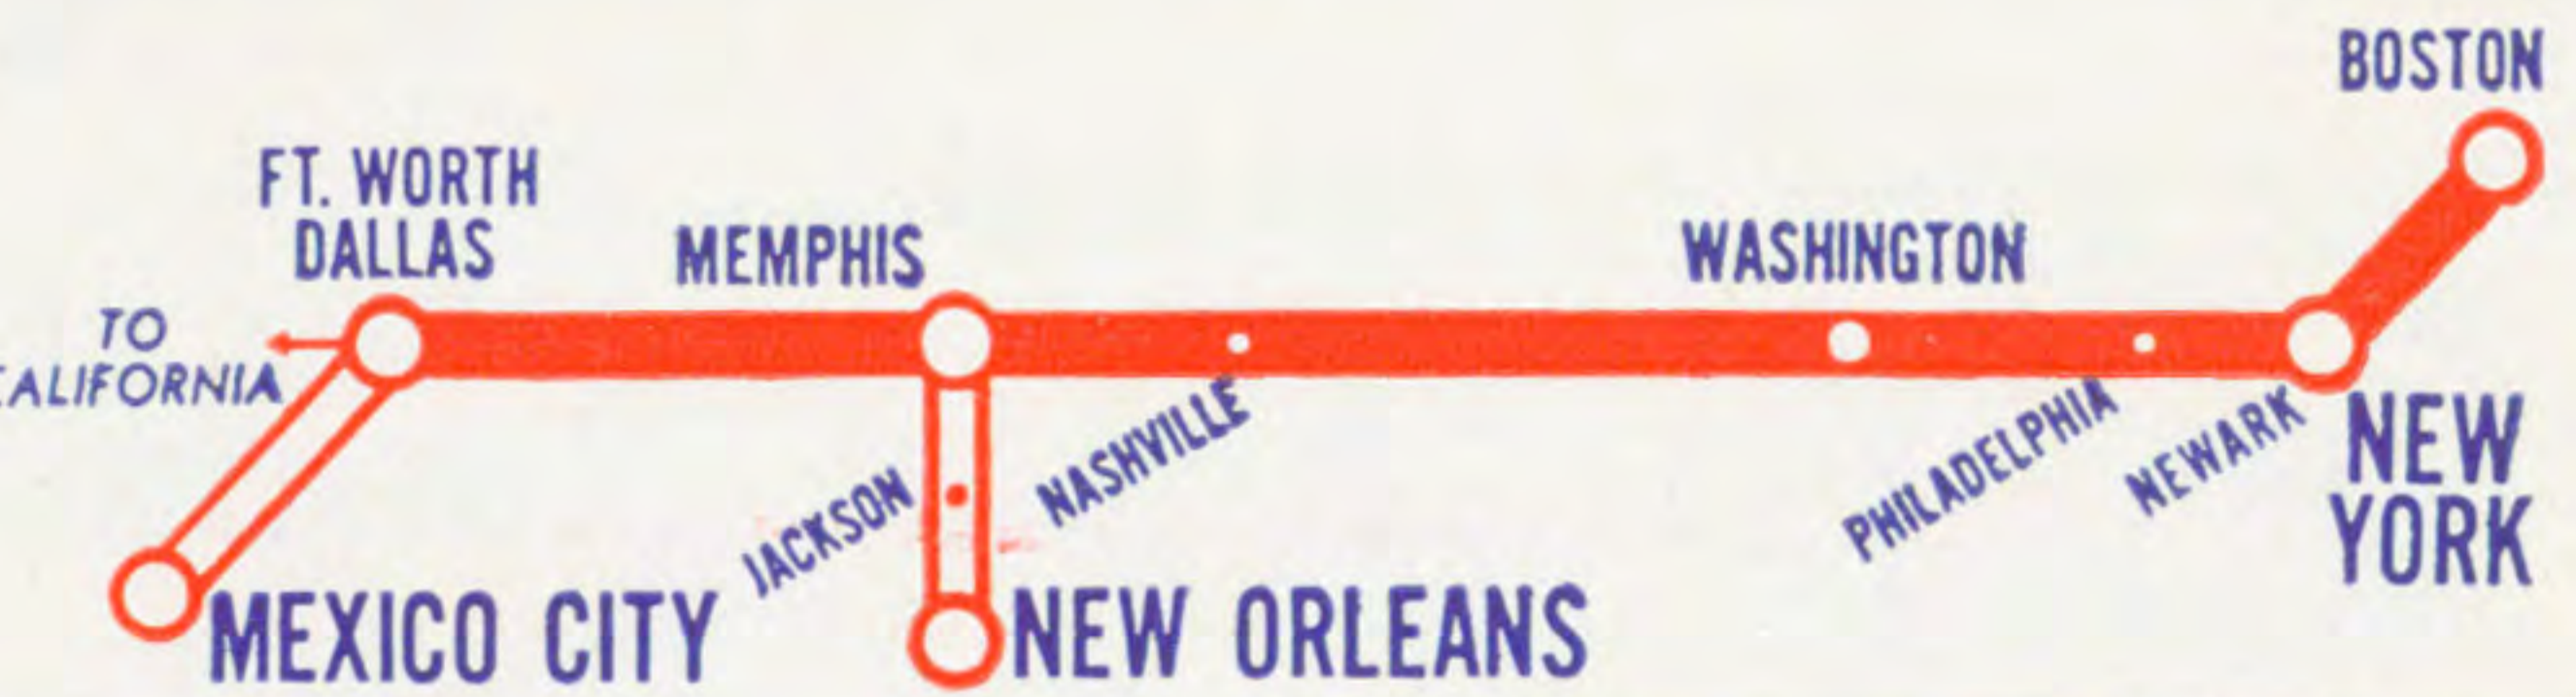 BOSTON
FT. WORTH
DALLAS
MEMPHIS
WASHINGTON
TO
CALIFORNIA
JACKSON
NASHVILLE
PHILADELPHIA
NEWARK
NEW
YORK
MEXICO CITY
NEW ORLEANS